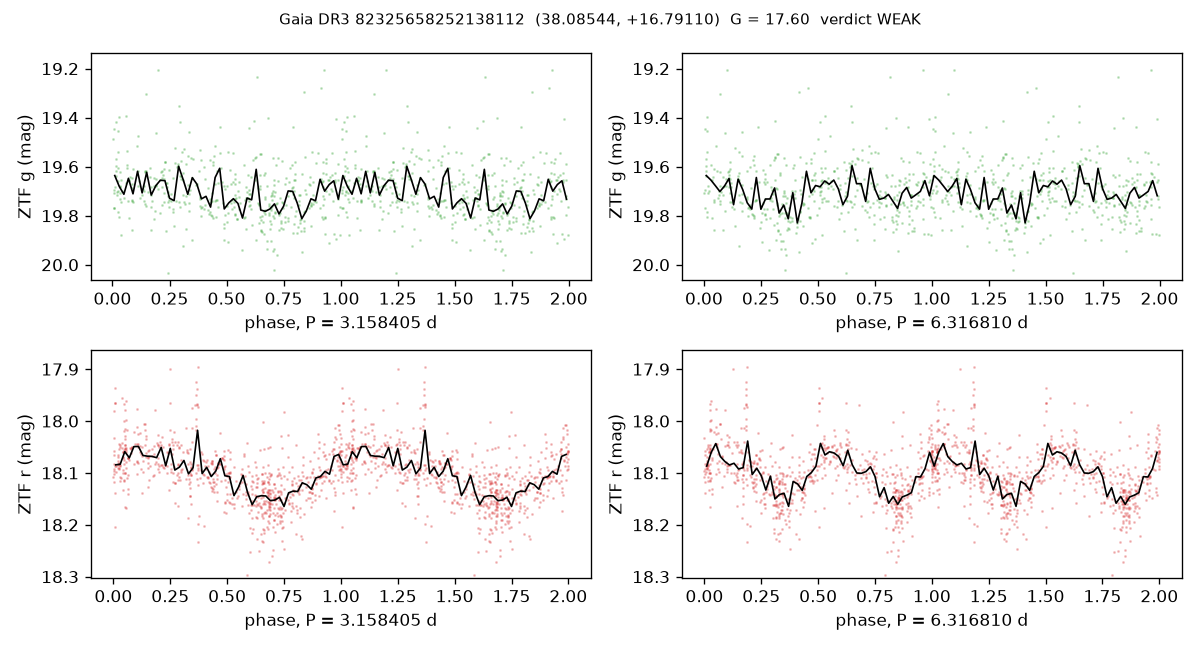 Gaia DR3 82325658252138112 (38.08544, +16.79110) G = 17.60 verdict WEAK
ZTF g (mag)
19.2
19.4
19.6
19.8
20.0
0.00 0.25 0.50 0.75 1.00 1.25 1.50 1.75 2.00
phase, P = 3.158405 d
ZTF g (mag)
19.2
19.4
19.6
19.8
20.0
0.00 0.25 0.50 0.75 1.00 1.25 1.50 1.75 2.00
phase, P = 6.316810 d
ZTF r (mag)
17.9
18.0
18.1
18.2
18.3
0.00 0.25 0.50 0.75 1.00 1.25 1.50 1.75 2.00
phase, P = 3.158405 d
ZTF r (mag)
17.9
18.0
18.1
18.2
18.3
0.00 0.25 0.50 0.75 1.00 1.25 1.50 1.75 2.00
phase, P = 6.316810 d